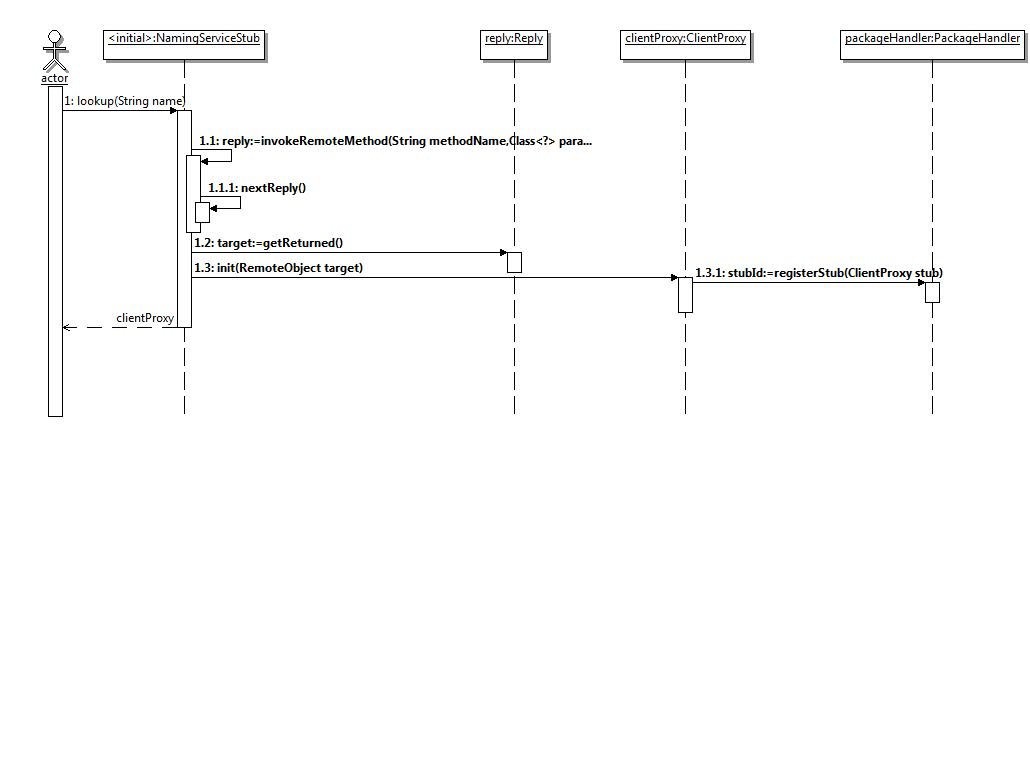 <initial>:NamingServiceStub
reply:Reply
clientProxy:ClientProxy
packageHandler:PackageHandler
actor
1: lookup(String name)
1.1: reply:=invokeRemoteMethod(String methodName,Class<?> para...
1.1.1: nextReply()
1.2: target:=getReturned()
1.3: init(RemoteObject target)
1.3.1: stubId:=registerStub(ClientProxy stub)
clientProxy